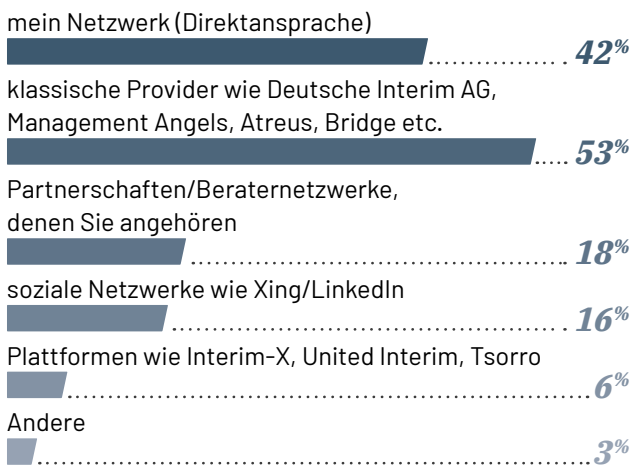 mein Netzwerk (Direktansprache)
42%
klassische Provider wie Deutsche Interim AG,
Management Angels, Atreus, Bridge etc.
53%
Partnerschaften/Beraternetzwerke,
denen Sie angehören
18%
soziale Netzwerke wie Xing/LinkedIn
16%
Plattformen wie Interim-X, United Interim, Tsorro
6%
Andere
3%